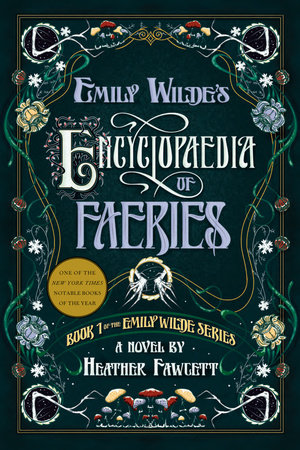 EMILY WILDE'S
ENCYCLOPAEDIA
OF
FAERIES
ONE OF THE
NEW YORK TIMES
NOTABLE BOOKS
OF THE YEAR
BOOK 1 OF THE EMILY WILDE SERIES
A NOVEL BY
HEATHER FAWCETT